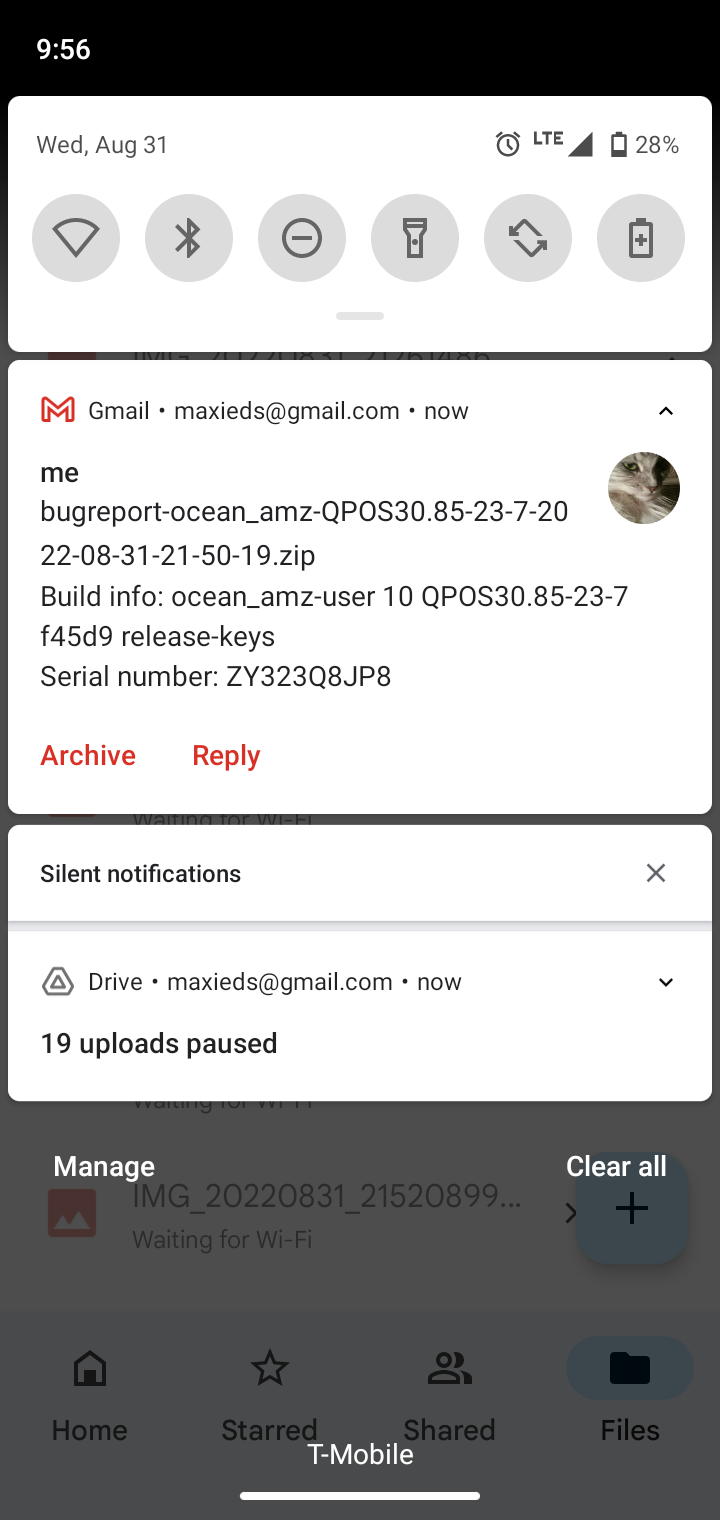 9:56
Wed, Aug 31
LTE
28%
Gmail • maxieds@gmail.com • now
me
bugreport-ocean_amz-QPOS30.85-23-7-20
22-08-31-21-50-19.zip
Build info: ocean_amz-user 10 QPOS30.85-23-7
f45d9 release-keys
Serial number: ZY323Q8JP8
Archive
Reply
Waiting for Wi-Fi
Silent notifications
Drive • maxieds@gmail.com • now
19 uploads paused
Waiting for Wi-Fi
Manage
Clear all
IMG_20220831_21520899...
Waiting for Wi-Fi
Home
Starred
Shared
Files
T-Mobile